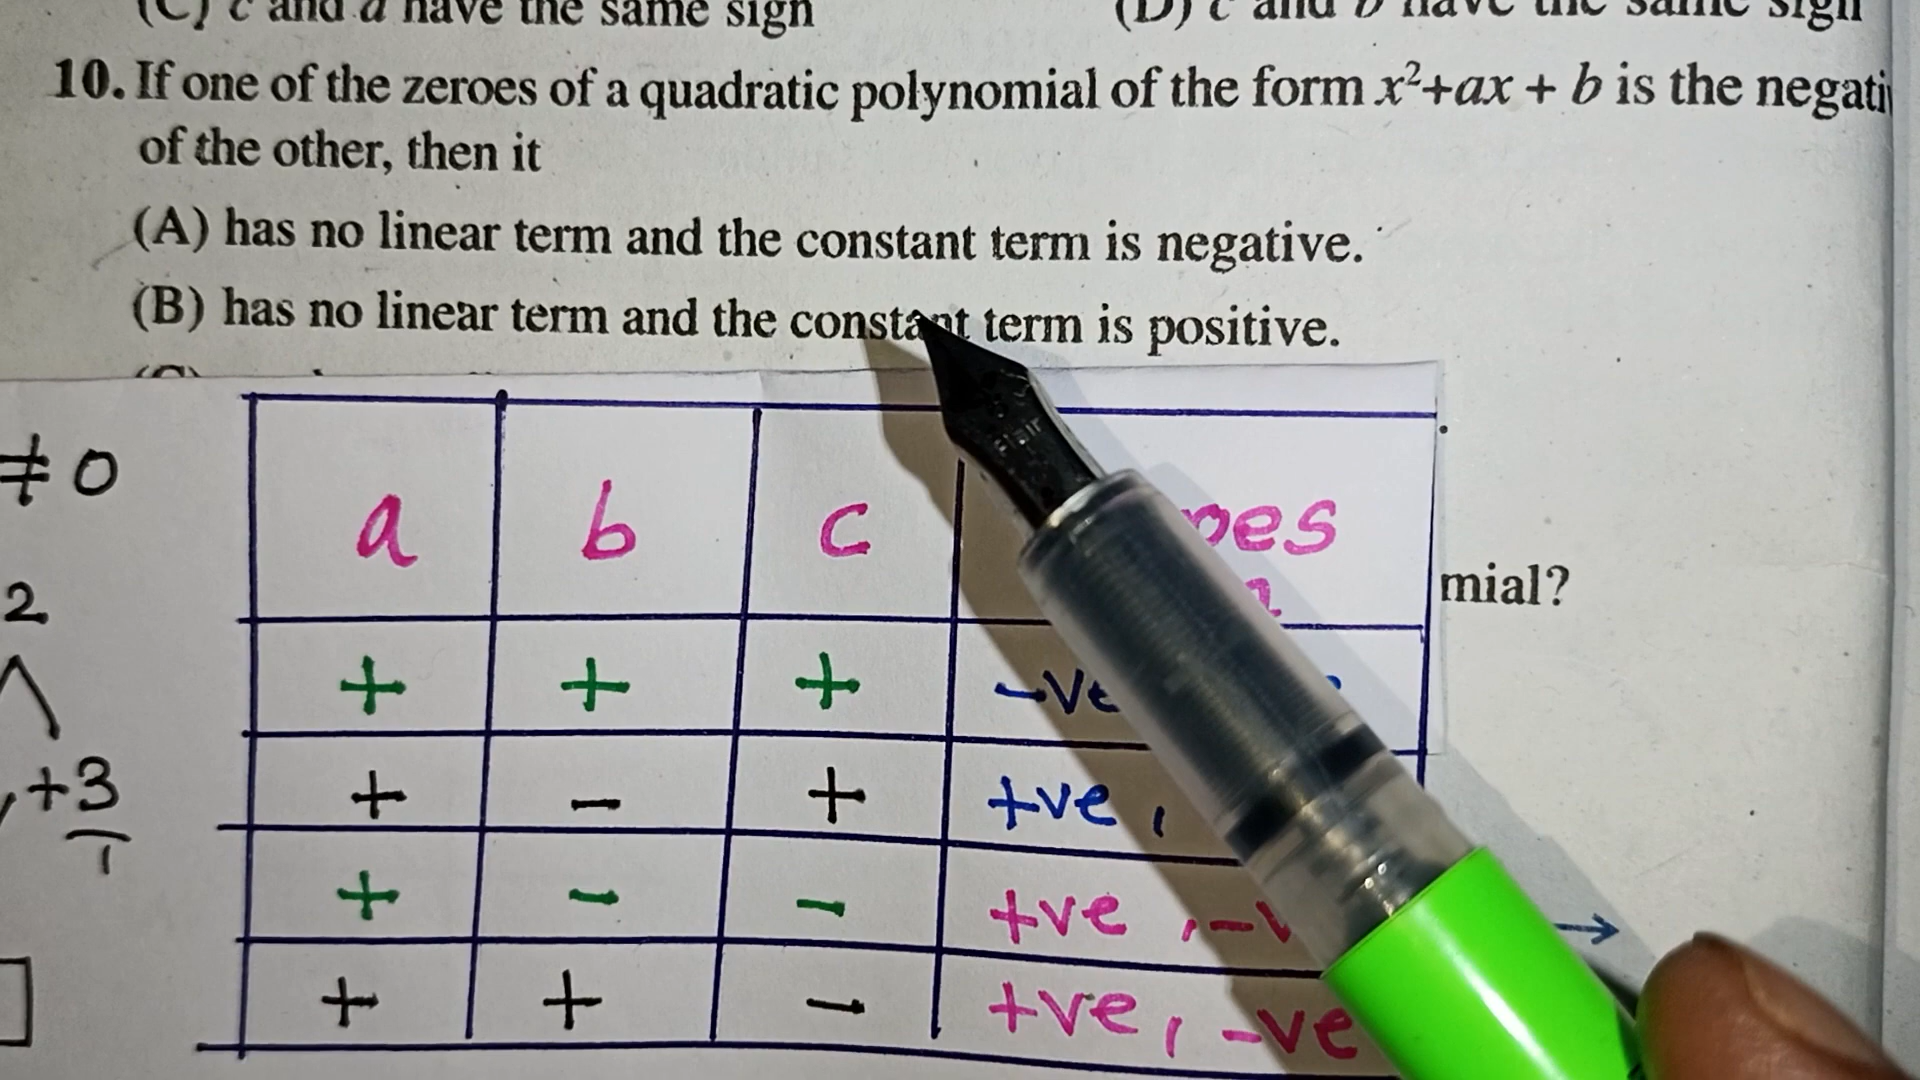 (C) c and a have the same sign (D) c and b have the same sign
10. If one of the zeroes of a quadratic polynomial of the form x²+ax + b is the negati
of the other, then it
(A) has no linear term and the constant term is negative.
(B) has no linear term and the constant term is positive.
≠ 0
a b c oes
2 mial?
+ + + -ve
+ - + +ve,
,+3
1
+ - - +ve, -v →
+ + - +ve, -ve
Flair